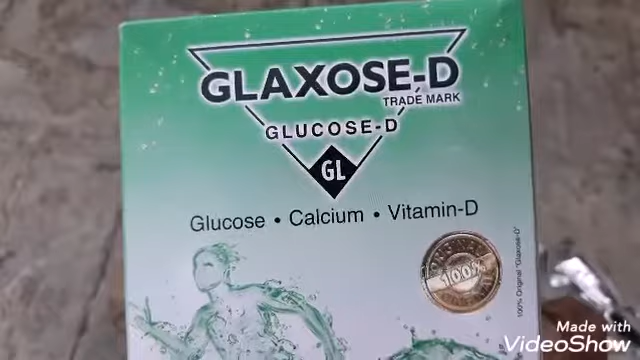 GLAXOSE-D
TRADE MARK
GLUCOSE-D
GL
Glucose • Calcium • Vitamin-D
100%
100% Original "Glaxose-D"
Made with
VideoShow